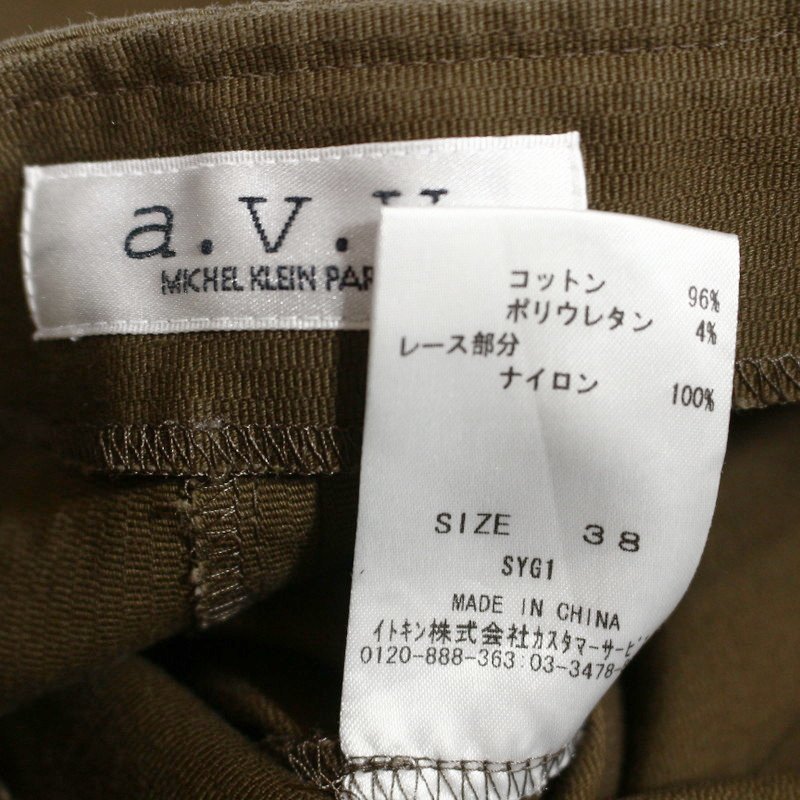 a.v.
MICHEL KLEIN
コットン 96%
ポリウレタン 4%
レース部分
ナイロン 100%
SIZE 38
SYG1
MADE IN CHINA
イトキン株式会社カスタマーサービ
0120-888-363:03-3478-